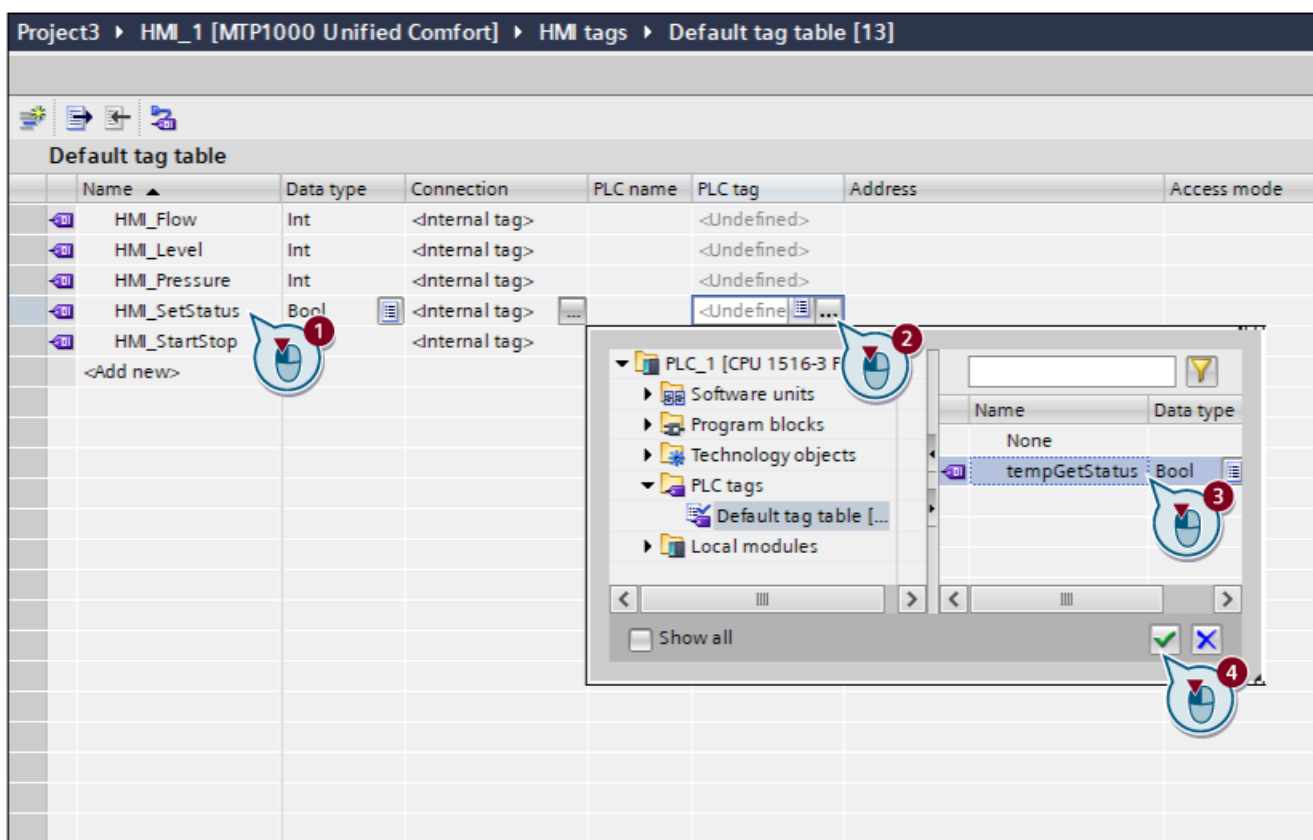 Project3 ▸ HMI_1 [MTP1000 Unified Comfort] ▸ HMI tags ▸ Default tag table [13]
Default tag table
Name Data type Connection PLC name PLC tag Address Access mode
HMI_Flow Int <Internal tag> <Undefined>
HMI_Level Int <Internal tag> <Undefined>
HMI_Pressure Int <Internal tag> <Undefined>
HMI_SetStatus Bool <Internal tag> ... <Undefine ...
1
2
HMI_StartStop <Internal tag>
<Add new>
PLC_1 [CPU 1516-3 F
Software units
Program blocks
Technology objects
PLC tags
Default tag table [...
Local modules
Name Data type
None
tempGetStatus Bool
3
Show all
4